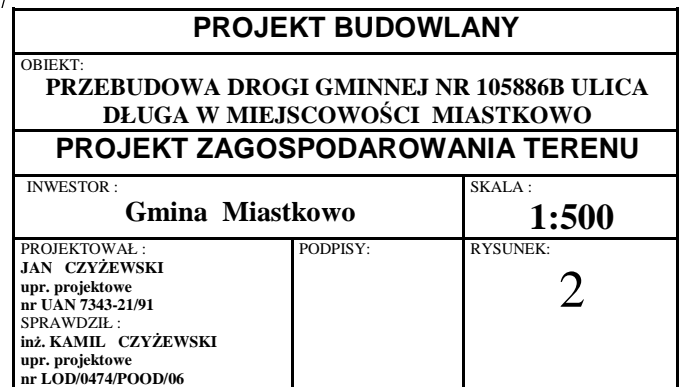 PROJEKT BUDOWLANY
OBIEKT:
PRZEBUDOWA DROGI GMINNEJ NR 105886B ULICA
DŁUGA W MIEJSCOWOŚCI MIASTKOWO
PROJEKT ZAGOSPODAROWANIA TERENU
INWESTOR :
Gmina Miastkowo
SKALA :
1:500
PROJEKTOWAŁ :
JAN CZYŻEWSKI
upr. projektowe
nr UAN 7343-21/91
SPRAWDZIŁ :
inż. KAMIL CZYŻEWSKI
upr. projektowe
nr LOD/0474/POOD/06
PODPISY:
RYSUNEK:
2